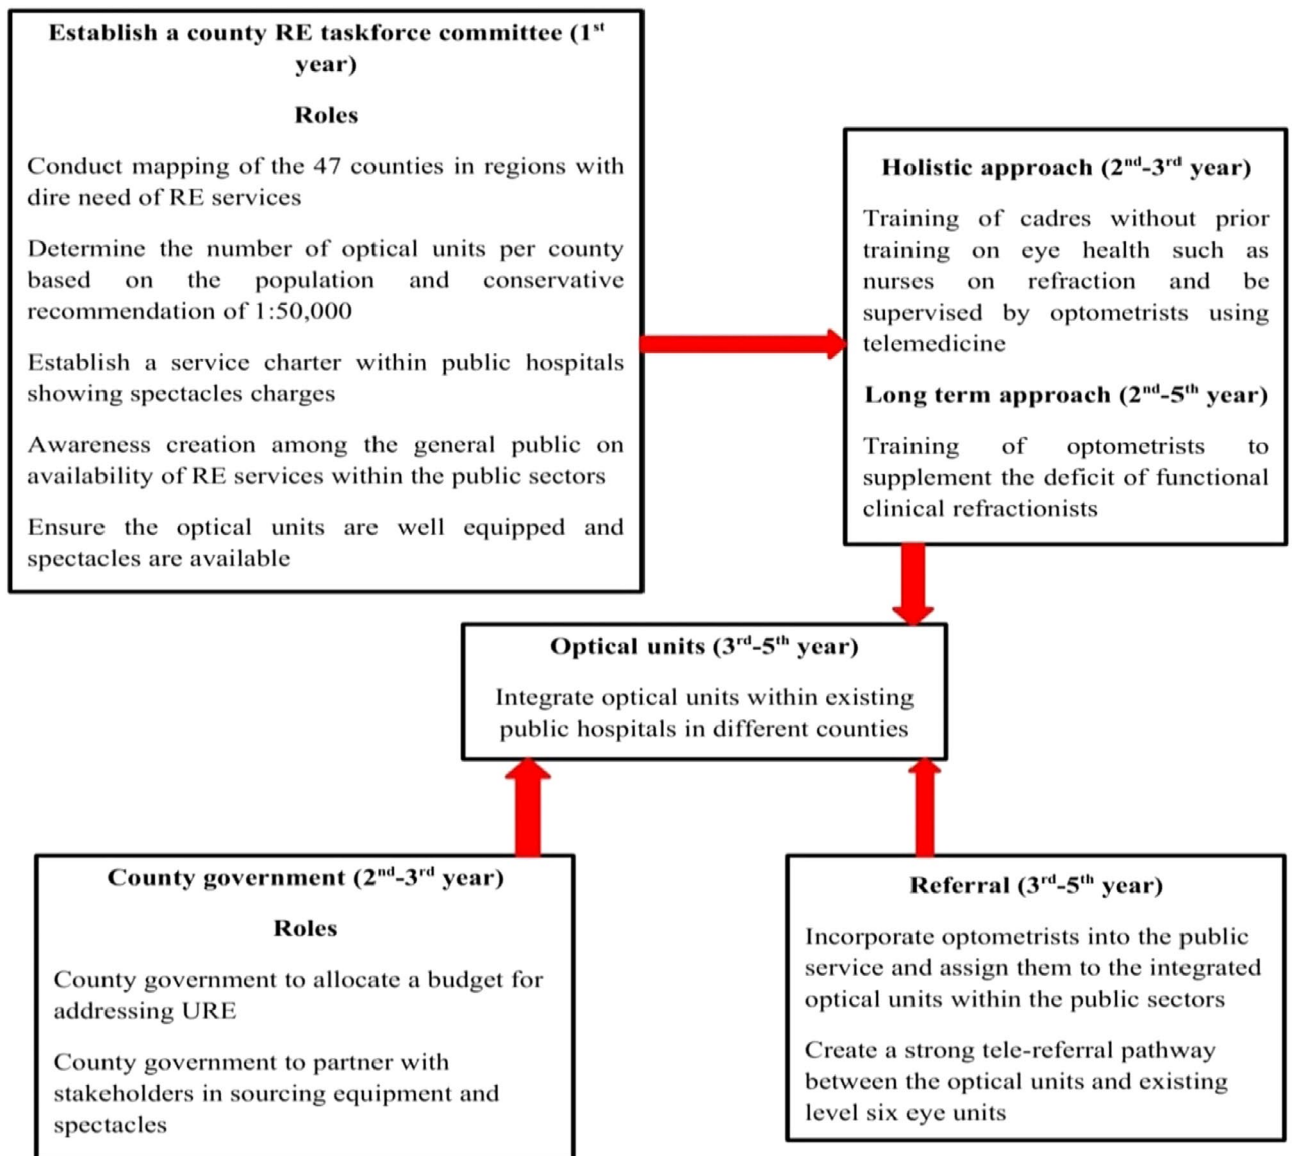 Establish a county RE taskforce committee (1st
year)
Roles
Conduct mapping of the 47 counties in regions with
dire need of RE services
Determine the number of optical units per county
based on the population and conservative
recommendation of 1:50,000
Establish a service charter within public hospitals
showing spectacles charges
Awareness creation among the general public on
availability of RE services within the public sectors
Ensure the optical units are well equipped and
spectacles are available
Holistic approach (2nd-3rd year)
Training of cadres without prior
training on eye health such as
nurses on refraction and be
supervised by optometrists using
telemedicine
Long term approach (2nd-5th year)
Training of optometrists to
supplement the deficit of functional
clinical refractionists
Optical units (3rd-5th year)
Integrate optical units within existing
public hospitals in different counties
County government (2nd-3rd year)
Roles
County government to allocate a budget for
addressing URE
County government to partner with
stakeholders in sourcing equipment and
spectacles
Referral (3rd-5th year)
Incorporate optometrists into the public
service and assign them to the integrated
optical units within the public sectors
Create a strong tele-referral pathway
between the optical units and existing
level six eye units